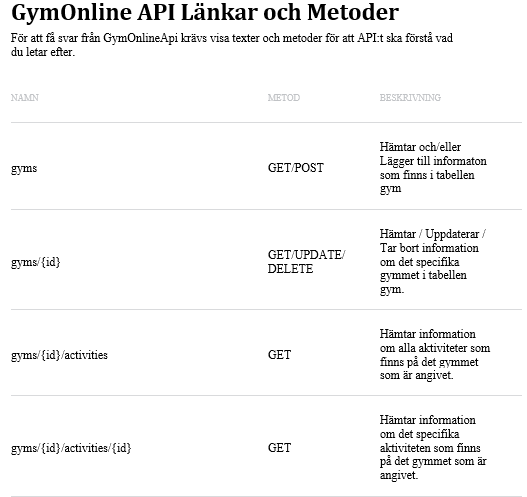 GymOnline API Länkar och Metoder
För att få svar från GymOnlineApi krävs visa texter och metoder för att API:t ska förstå vad
du letar efter.
NAMN METOD BESKRIVNING
gyms GET/POST Hämtar och/eller
Lägger till informaton
som finns i tabellen
gym
gyms/{id} GET/UPDATE/
DELETE Hämtar / Uppdaterar /
Tar bort information
om det specifika
gymmet i tabellen
gym.
gyms/{id}/activities GET Hämtar information
om alla aktiviteter som
finns på det gymmet
som är angivet.
gyms/{id}/activities/{id} GET Hämtar information
om det specifika
aktiviteten som finns
på det gymmet som är
angivet.